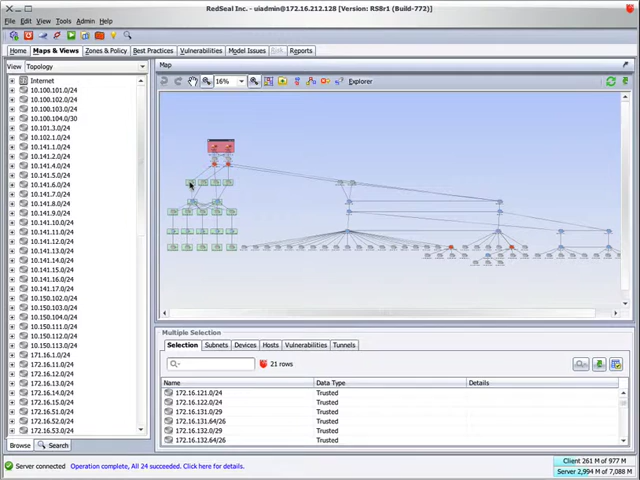 RedSeal Inc. - uiadmin@172.16.212.128 [Version: RS8r1 (Build-772)]
File Edit View Tools Admin Help
Home Maps & Views Zones & Policy Best Practices Vulnerabilities Model Issues Risk Reports
View Topology
Map
16% Explorer
Internet
10.100.101.0/24
10.100.102.0/24
10.100.103.0/24
10.100.104.0/30
10.101.3.0/24
10.102.1.0/24
10.141.1.0/24
10.141.2.0/24
10.141.4.0/24
10.141.5.0/24
10.141.6.0/24
10.141.7.0/24
10.141.8.0/24
10.141.9.0/24
10.141.10.0/24
10.141.11.0/24
10.141.12.0/24
10.141.13.0/24
10.141.14.0/24
10.141.15.0/24
10.141.16.0/24
10.141.17.0/24
10.150.102.0/24
10.150.103.0/24
10.150.104.0/24
10.150.111.0/24
10.150.112.0/24
10.150.113.0/24
171.16.1.0/24
172.16.11.0/24
172.16.12.0/24
172.16.13.0/24
172.16.14.0/24
172.16.51.0/24
172.16.52.0/24
172.16.53.0/24
Browse Search
Multiple Selection
Selection Subnets Devices Hosts Vulnerabilities Tunnels
21 rows
Name Data Type Details
172.16.121.0/24 Trusted
172.16.122.0/24 Trusted
172.16.131.0/29 Trusted
172.16.131.64/26 Trusted
172.16.132.0/29 Trusted
172.16.132.64/26 Trusted
Server connected Operation complete, All 24 succeeded. Click here for details.
Client 261 M of 977 M
Server 2,994 M of 7,088 M